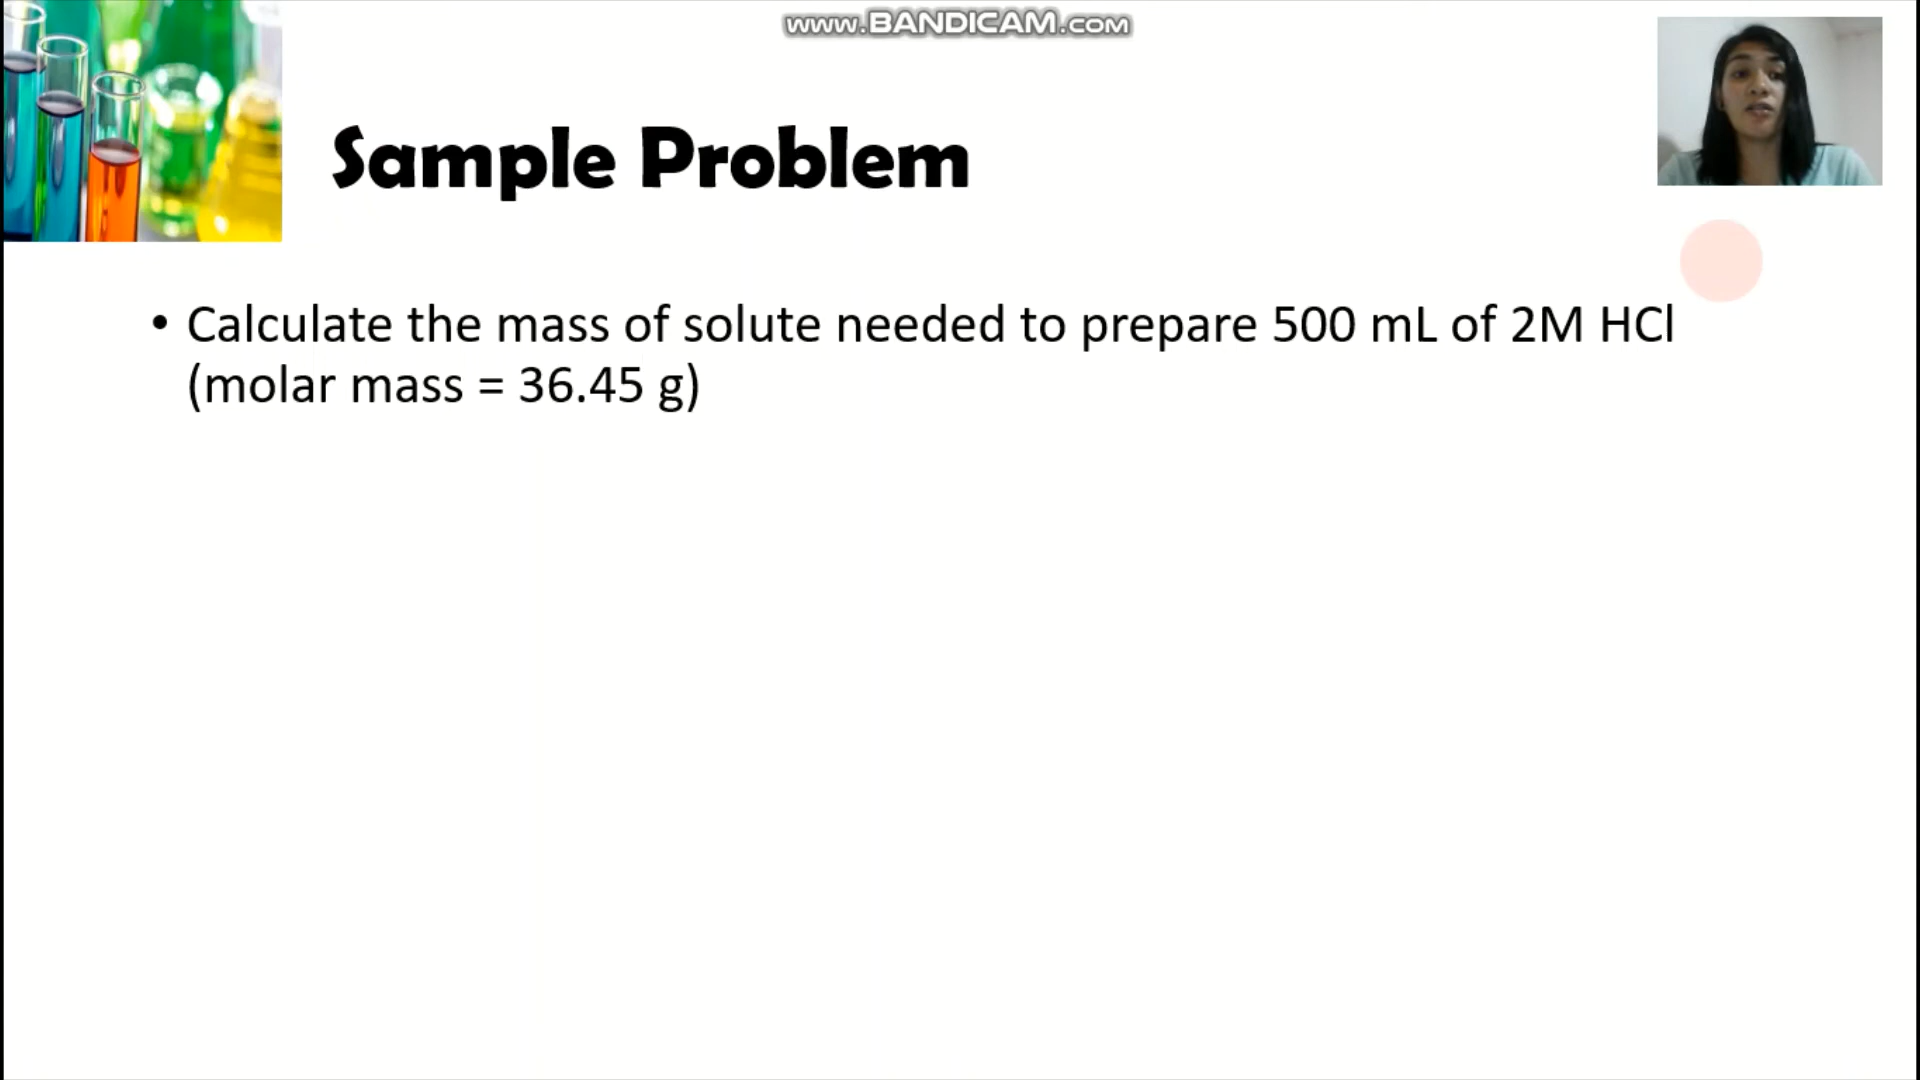 www.BANDICAM.com
Sample Problem
• Calculate the mass of solute needed to prepare 500 mL of 2M HCl
(molar mass = 36.45 g)